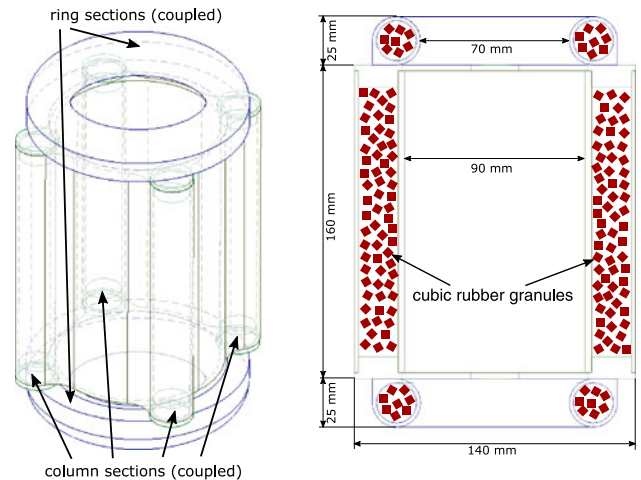 ring sections (coupled)
25 mm
70 mm
160 mm
90 mm
cubic rubber granules
25 mm
140 mm
column sections (coupled)